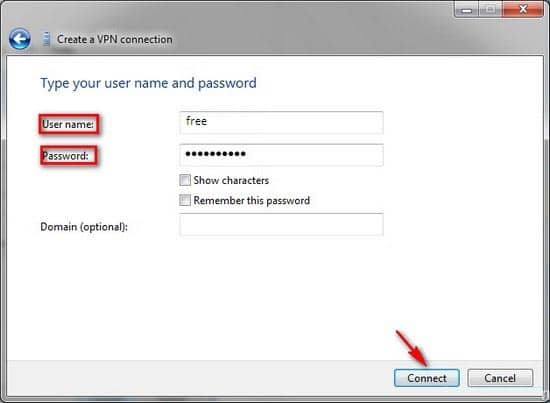 Create a VPN connection
Type your user name and password
User name:
free
Password:
••••••••••
Show characters
Remember this password
Domain (optional):
Connect
Cancel